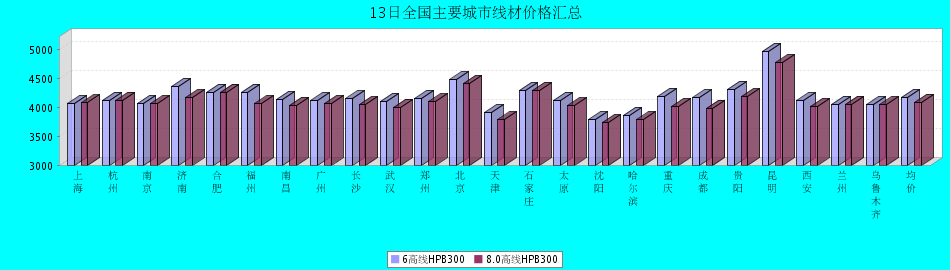 13日全国主要城市线材价格汇总
5000
4500
4000
3500
3000
上海
杭州
南京
济南
合肥
福州
南昌
广州
长沙
武汉
郑州
北京
天津
石家庄
太原
沈阳
哈尔滨
重庆
成都
贵阳
昆明
西安
兰州
乌鲁木齐
均价
6高线HPB300
8.0高线HPB300